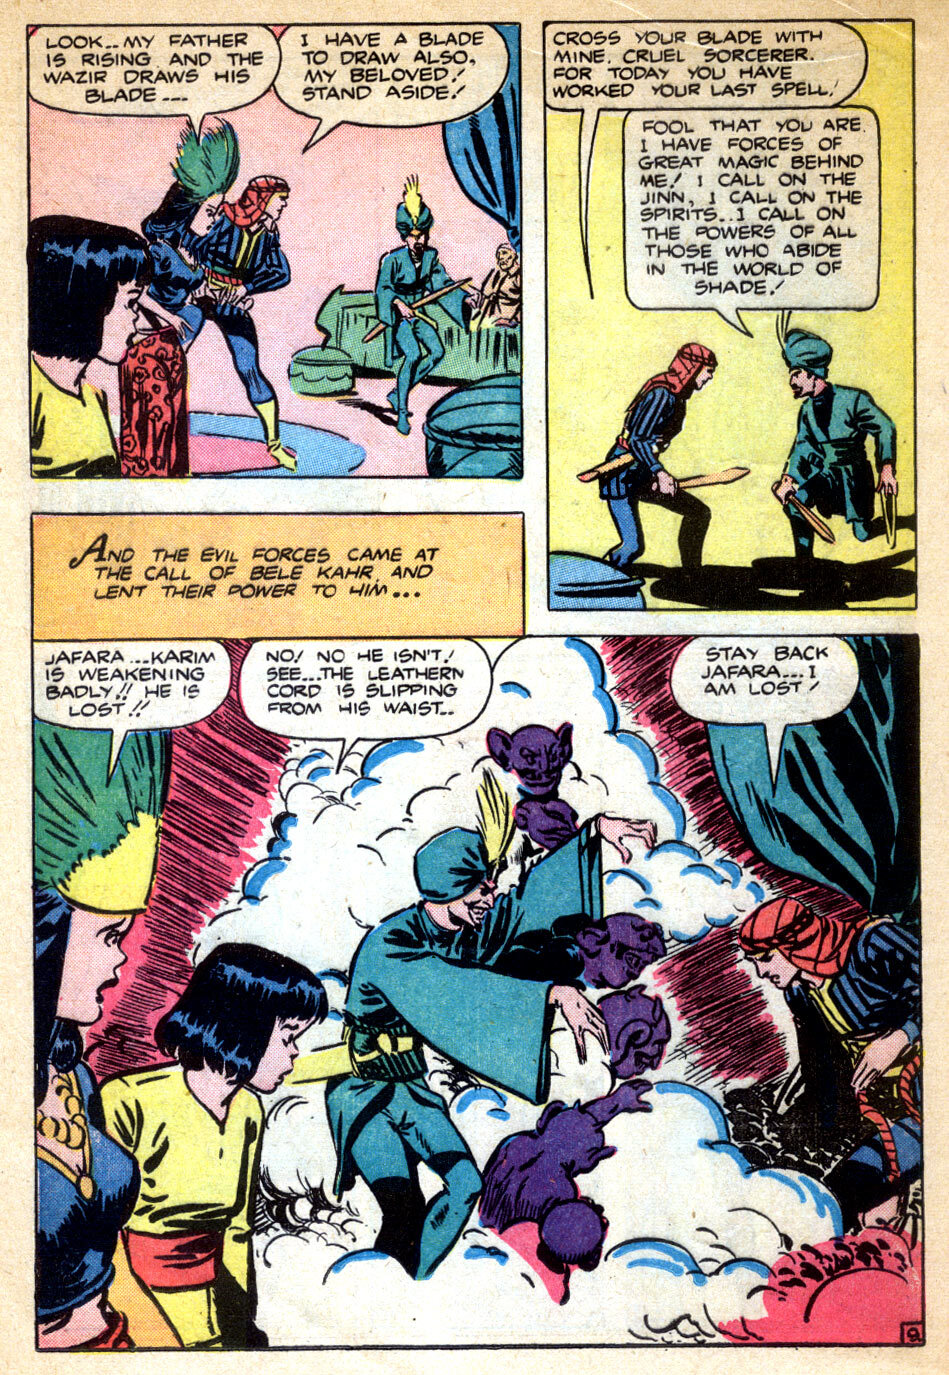 LOOK... MY FATHER
IS RISING AND THE
WAZIR DRAWS HIS
BLADE ---
I HAVE A BLADE
TO DRAW ALSO,
MY BELOVED!
STAND ASIDE!
CROSS YOUR BLADE WITH
MINE, CRUEL SORCERER.
FOR TODAY YOU HAVE
WORKED YOUR LAST SPELL!
FOOL THAT YOU ARE.
I HAVE FORCES OF
GREAT MAGIC BEHIND
ME! I CALL ON THE
JINN, I CALL ON THE
SPIRITS.. I CALL ON
THE POWERS OF ALL
THOSE WHO ABIDE
IN THE WORLD OF
SHADE!
AND THE EVIL FORCES CAME AT
THE CALL OF BELE KAHR AND
LENT THEIR POWER TO HIM...
JAFARA ...KARIM
IS WEAKENING
BADLY!! HE IS
LOST!!
NO! NO HE ISN'T!
SEE...THE LEATHERN
CORD IS SLIPPING
FROM HIS WAIST..
STAY BACK
JAFARA...I
AM LOST!
9